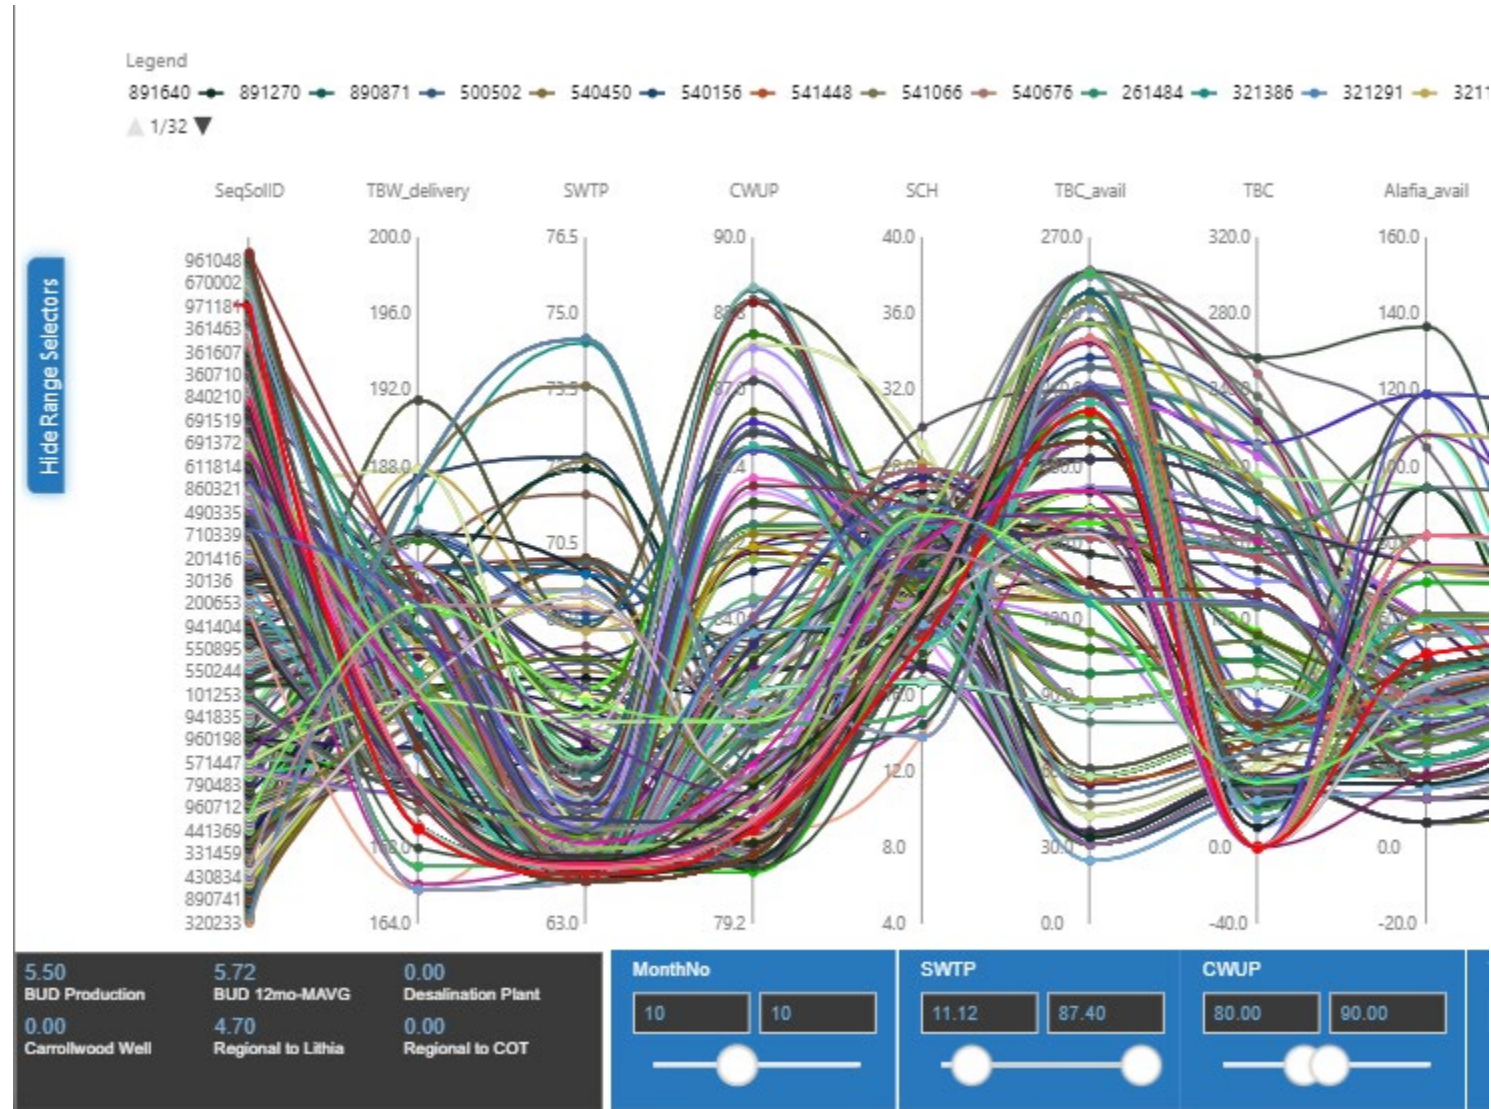 Legend
891640 891270 890871 500502 540450 540156 541448 541066 540676 261484 321386 321291 3211
1/32
SeqSolID TBW_delivery SWTP CWUP SCH TBC_avail TBC Alafia_avail
200.0 76.5 90.0 40.0 270.0 320.0 160.0
961048
670002
971181 196.0 75.0 36.0 280.0 140.0
361463
361607
360710
840210 192.0 32.0 120.0
691519
691372
611814 188.0
860321
490335
710339 70.5
201416
30136
200653
941404
550895
550244
101253
941835
960198
571447 12.0
790483
960712
441369
331459 8.0 30.0 0.0 0.0
430834
890741
320233 164.0 63.0 79.2 4.0 0.0 -40.0 -20.0
Hide Range Selectors
5.50 5.72 0.00
BUD Production BUD 12mo-MAVG Desalination Plant
0.00 4.70 0.00
Carrollwood Well Regional to Lithia Regional to COT
MonthNo SWTP CWUP
10 10 11.12 87.40 80.00 90.00